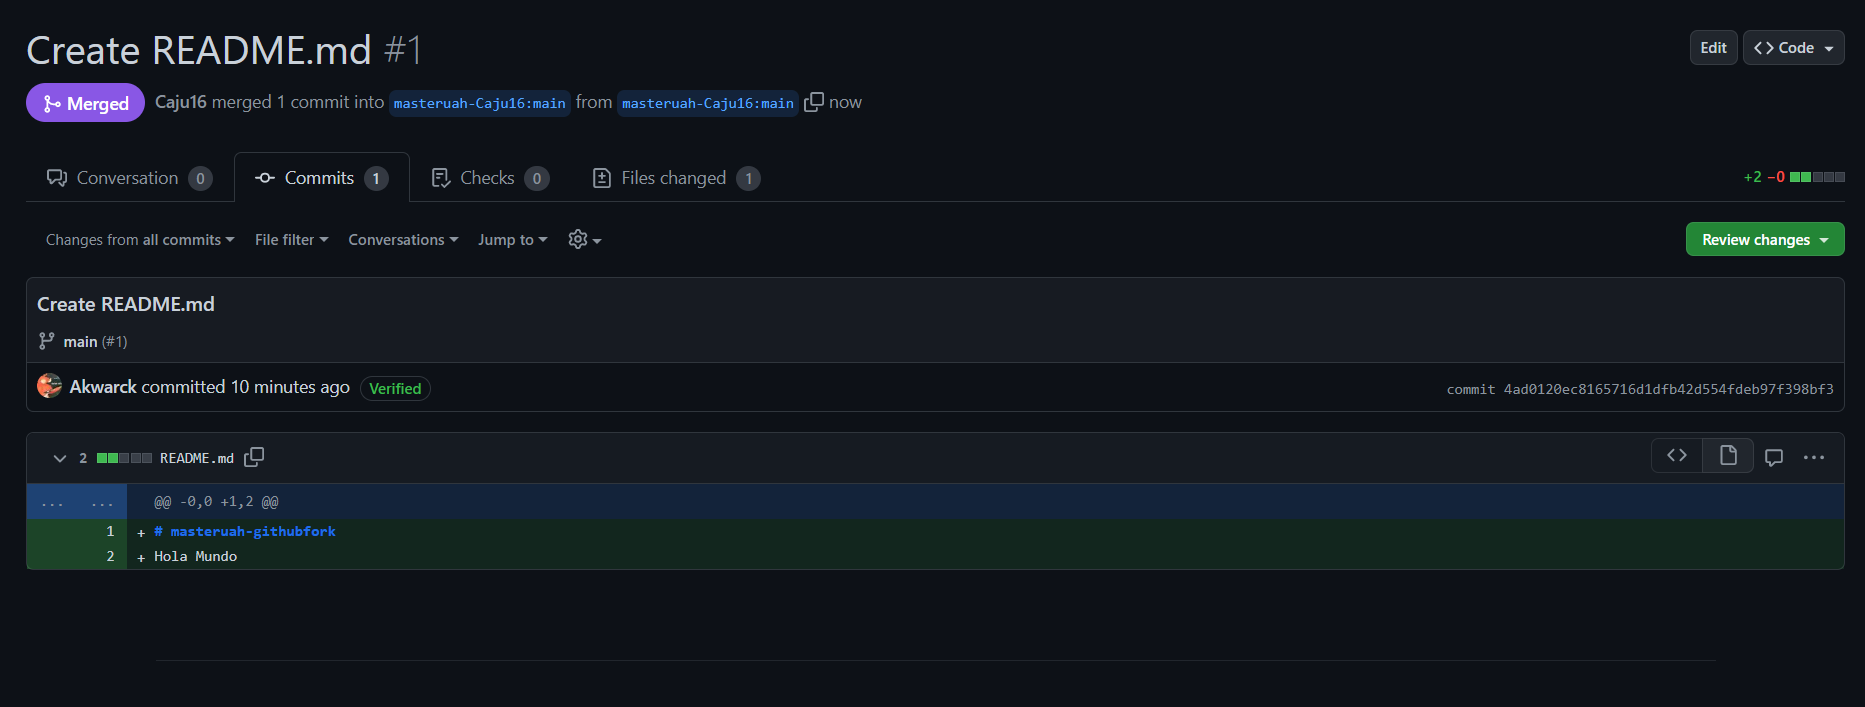 Create README.md #1
Edit
Code
Merged
Caju16 merged 1 commit into masteruah-Caju16:main from masteruah-Caju16:main now
Conversation 0
Commits 1
Checks 0
Files changed 1
+2 −0
Changes from all commits
File filter
Conversations
Jump to
Review changes
Create README.md
main (#1)
Akwarck committed 10 minutes ago Verified
commit 4ad0120ec8165716d1dfb42d554fdeb97f398bf3
2 README.md
... ... @@ -0,0 +1,2 @@
1 + # masteruah-githubfork
2 + Hola Mundo